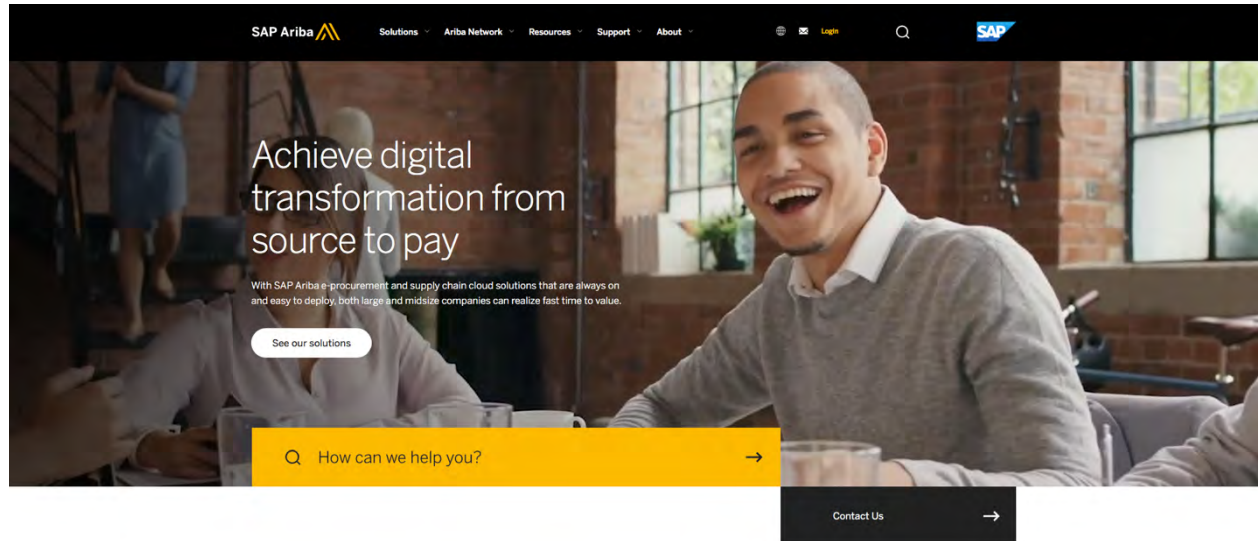 SAP Ariba
Solutions
Ariba Network
Resources
Support
About
Login
SAP
Achieve digital
transformation from
source to pay
With SAP Ariba e-procurement and supply chain cloud solutions that are always on
and easy to deploy, both large and midsize companies can realize fast time to value.
See our solutions
How can we help you?
Contact Us